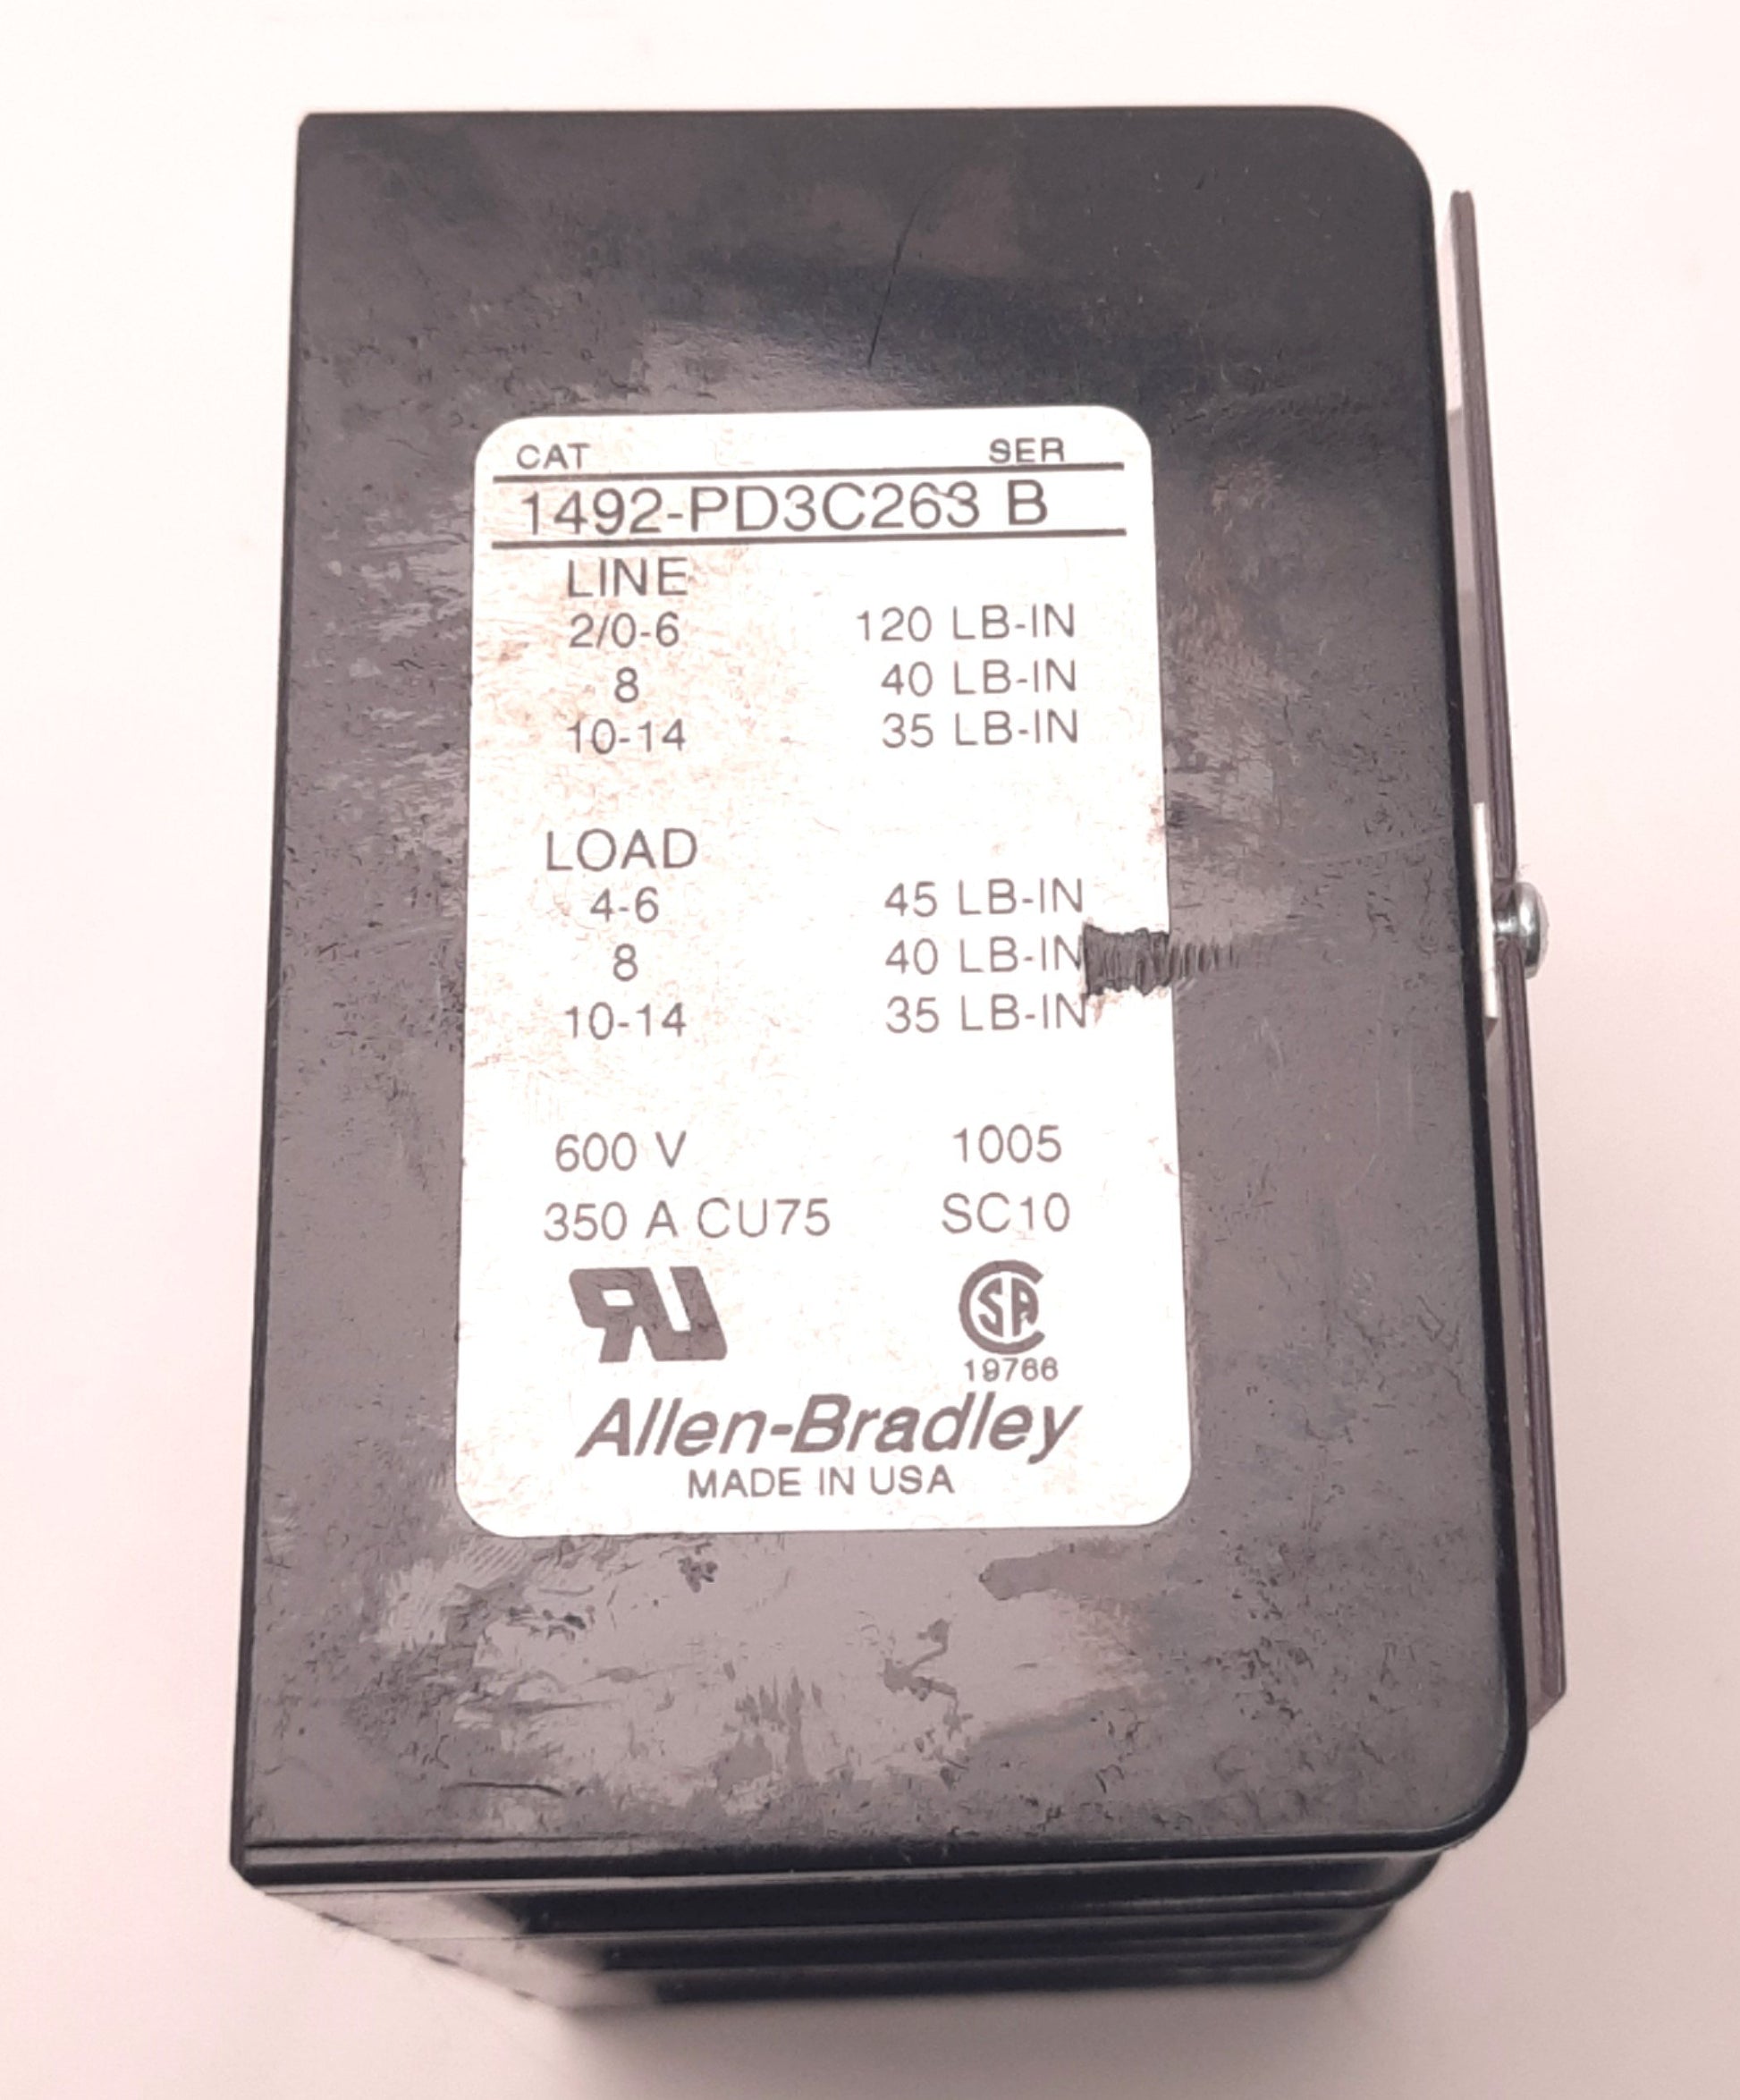 CAT SER
1492-PD3C263 B
LINE
2/0-6 120 LB-IN
8 40 LB-IN
10-14 35 LB-IN
LOAD
4-6 45 LB-IN
8 40 LB-IN
10-14 35 LB-IN
600 V 1005
350 A CU75 SC10
RU CSA
19766
Allen-Bradley
MADE IN USA